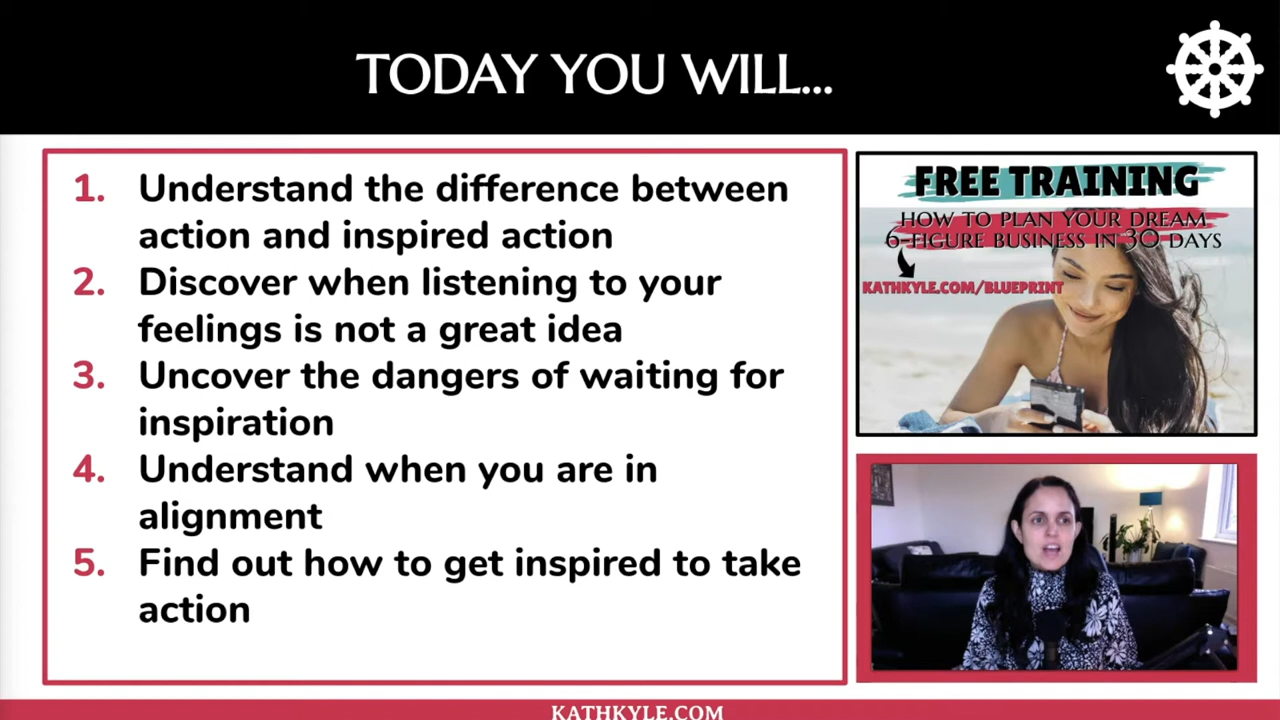 TODAY YOU WILL...
1. Understand the difference between
action and inspired action
2. Discover when listening to your
feelings is not a great idea
3. Uncover the dangers of waiting for
inspiration
4. Understand when you are in
alignment
5. Find out how to get inspired to take
action
FREE TRAINING
HOW TO PLAN YOUR DREAM
6-FIGURE BUSINESS IN 30 DAYS
KATHKYLE.COM/BLUEPRINT
KATHKYLE.COM